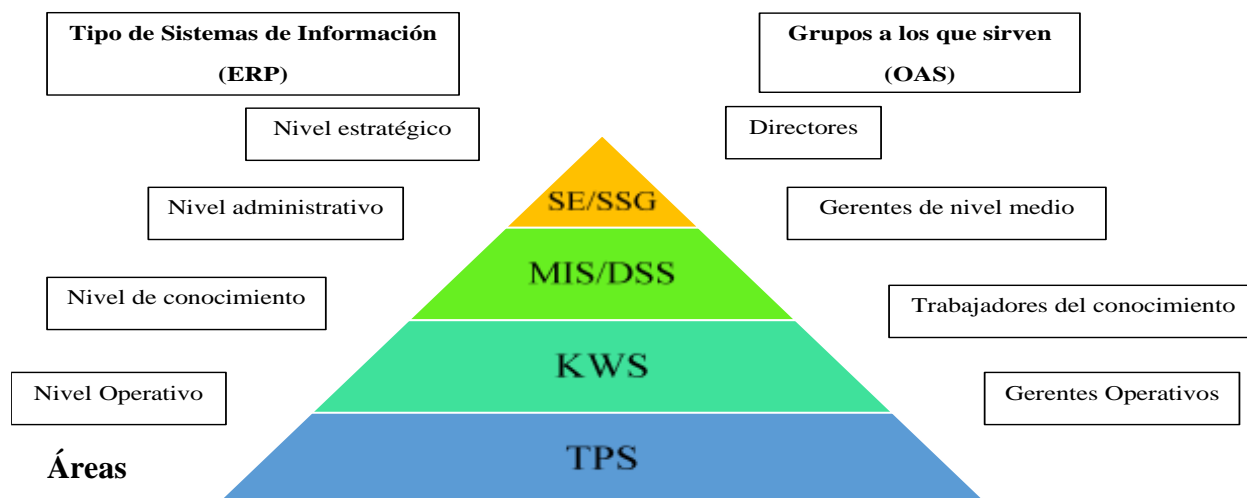 Tipo de Sistemas de Información
(ERP)
Grupos a los que sirven
(OAS)
Nivel estratégico
Directores
SE/SSG
Nivel administrativo
Gerentes de nivel medio
MIS/DSS
Nivel de conocimiento
Trabajadores del conocimiento
KWS
Nivel Operativo
Gerentes Operativos
TPS
Áreas